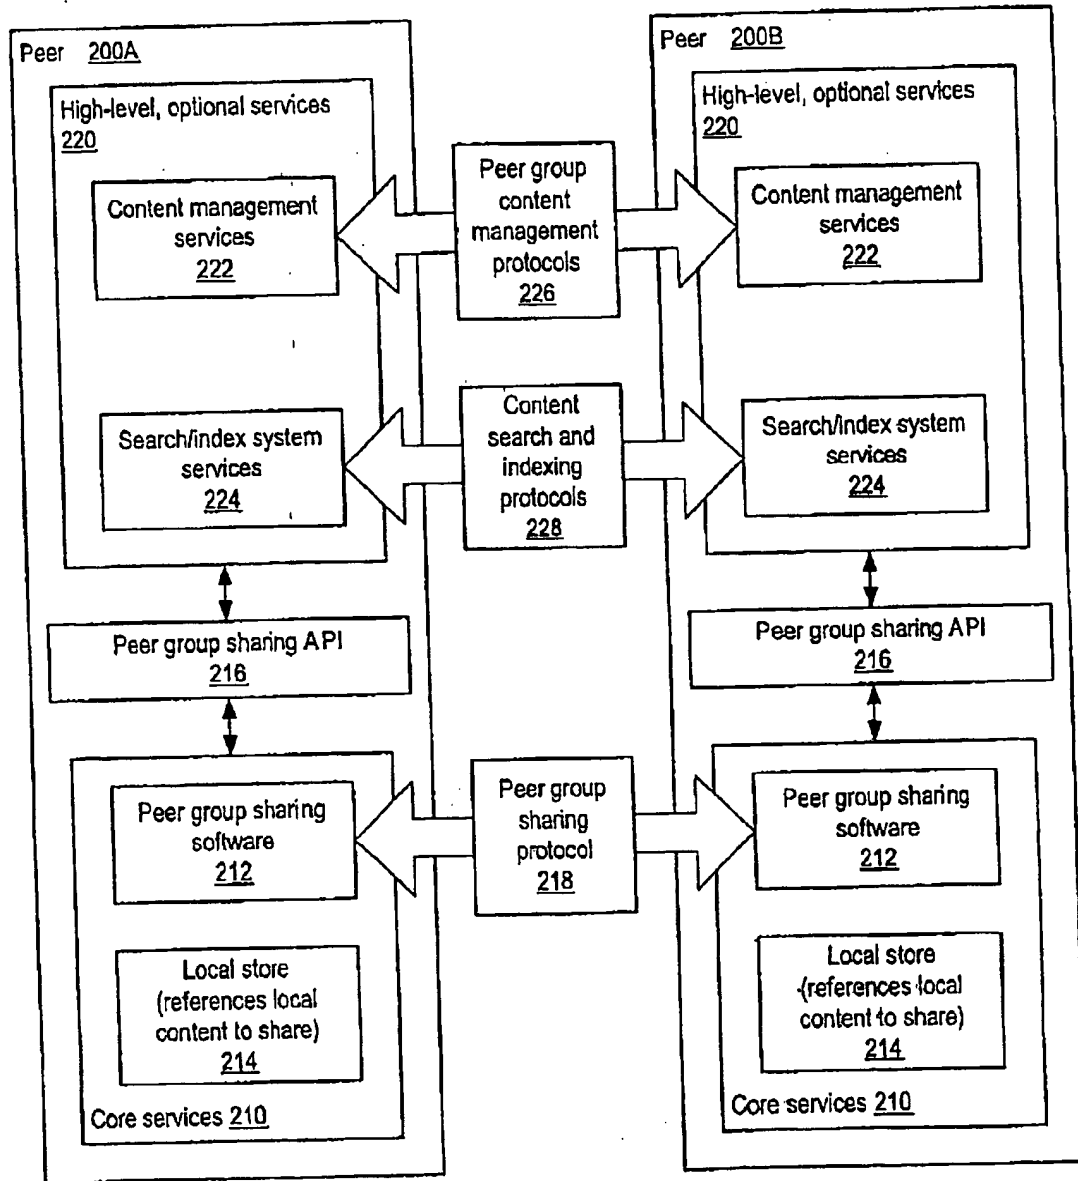 Peer 200A
High-level, optional services
220
Content management
services
222
Search/index system
services
224
Peer group sharing API
216
Peer group sharing
software
212
Local store
(references local
content to share)
214
Core services 210
Peer group
content
management
protocols
226
Content
search and
indexing
protocols
228
Peer group
sharing
protocol
218
Peer 200B
High-level, optional services
220
Content management
services
222
Search/index system
services
224
Peer group sharing API
216
Peer group sharing
software
212
Local store
(references local
content to share)
214
Core services 210